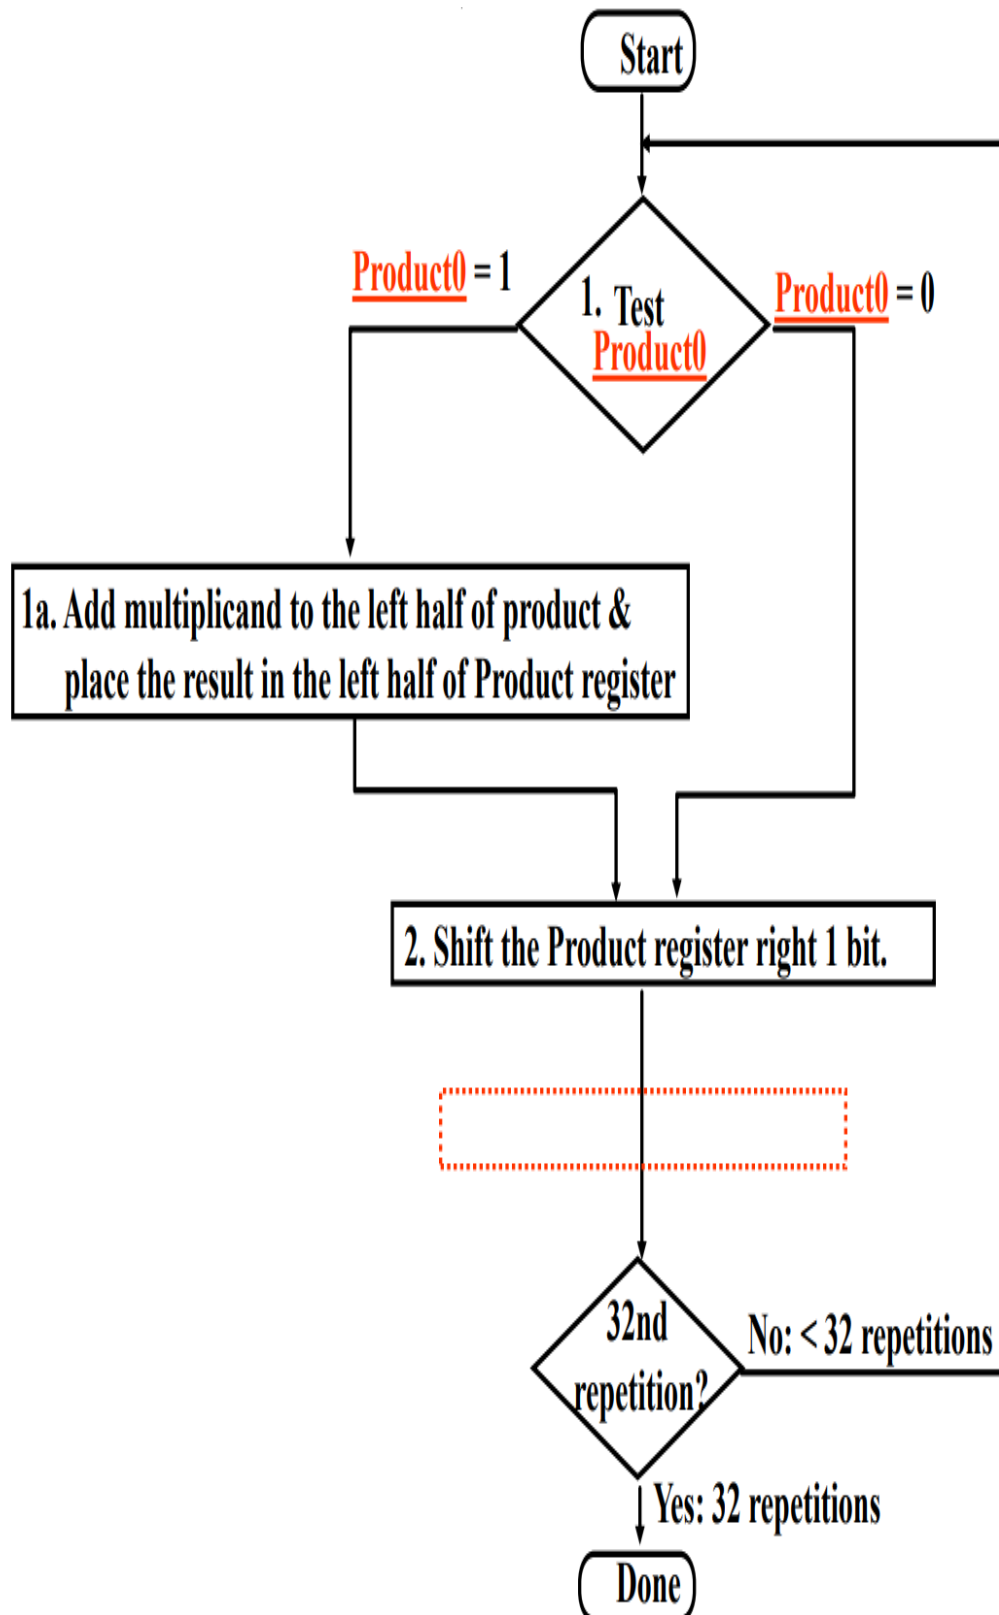 Start
Product0 = 1
Product0 = 0
1. Test
Product0
1a. Add multiplicand to the left half of product &
place the result in the left half of Product register
2. Shift the Product register right 1 bit.
32nd
repetition?
No: < 32 repetitions
Yes: 32 repetitions
Done